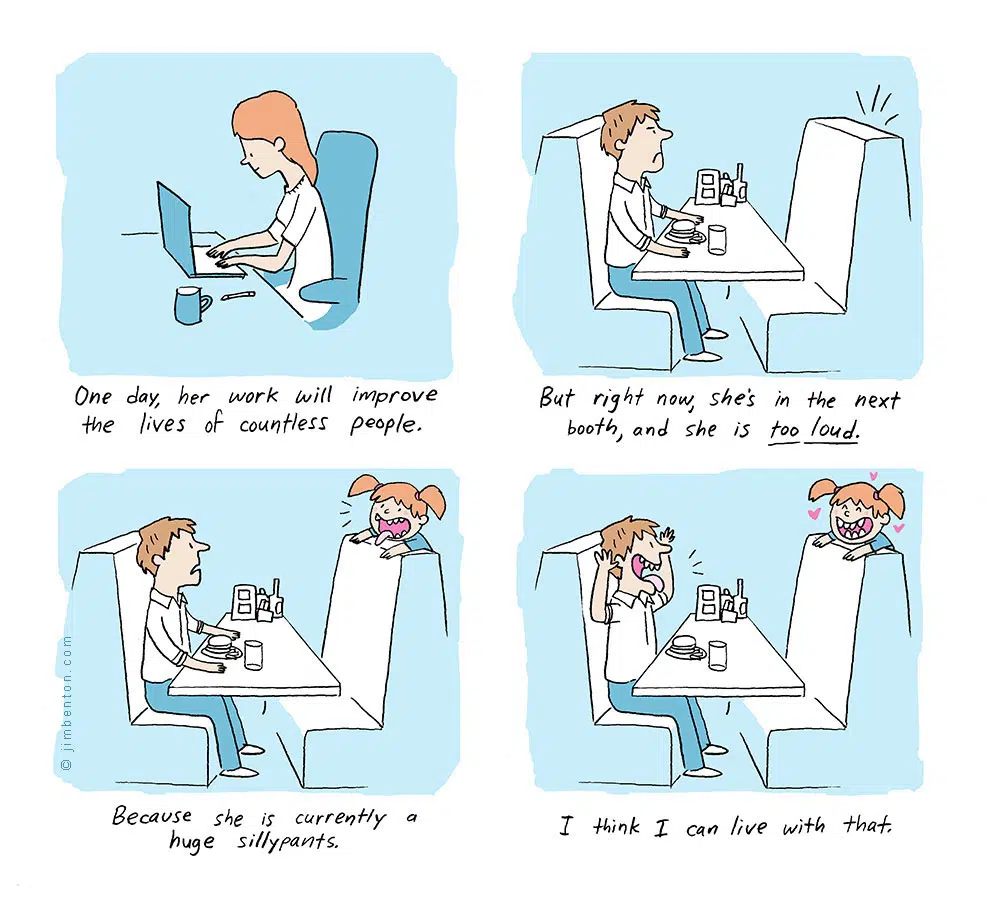 One day, her work will improve
the lives of countless people.
But right now, she's in the next
booth, and she is too loud.
© jimbenton.com
Because she is currently a
huge sillypants.
I think I can live with that.